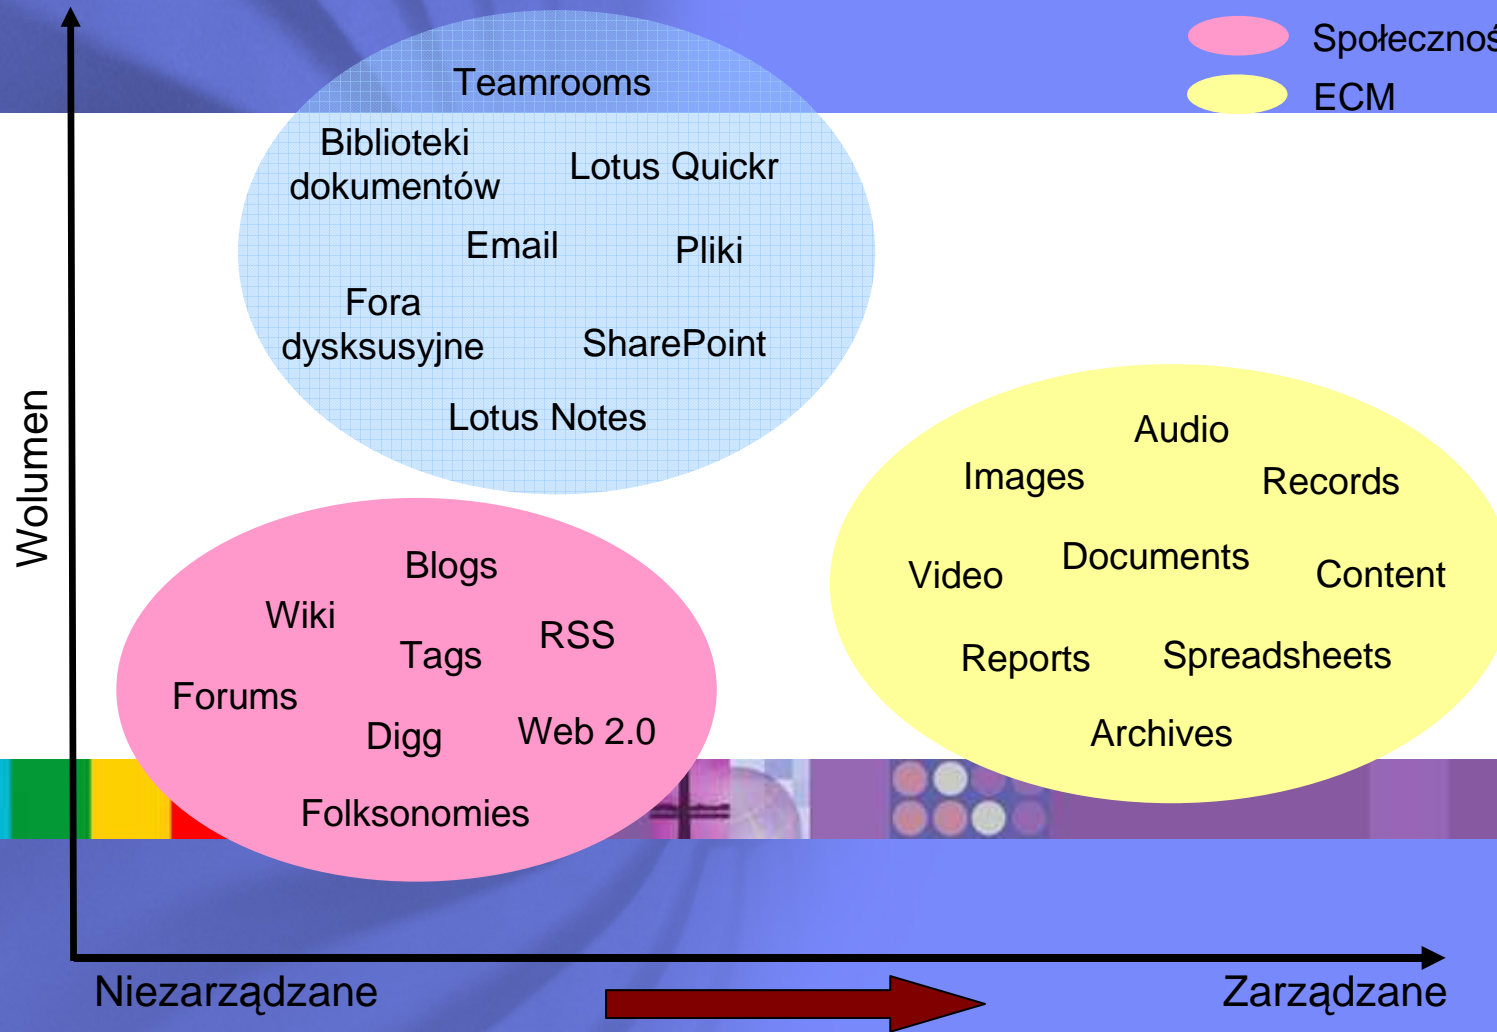 Społecznoś
ECM
Teamrooms
Biblioteki
dokumentów
Lotus Quickr
Email
Pliki
Fora
dysksusyjne
SharePoint
Lotus Notes
Wolumen
Audio
Images
Records
Documents
Video
Content
Reports
Spreadsheets
Archives
Blogs
Wiki
RSS
Tags
Forums
Digg
Web 2.0
Folksonomies
Niezarządzane
Zarządzane